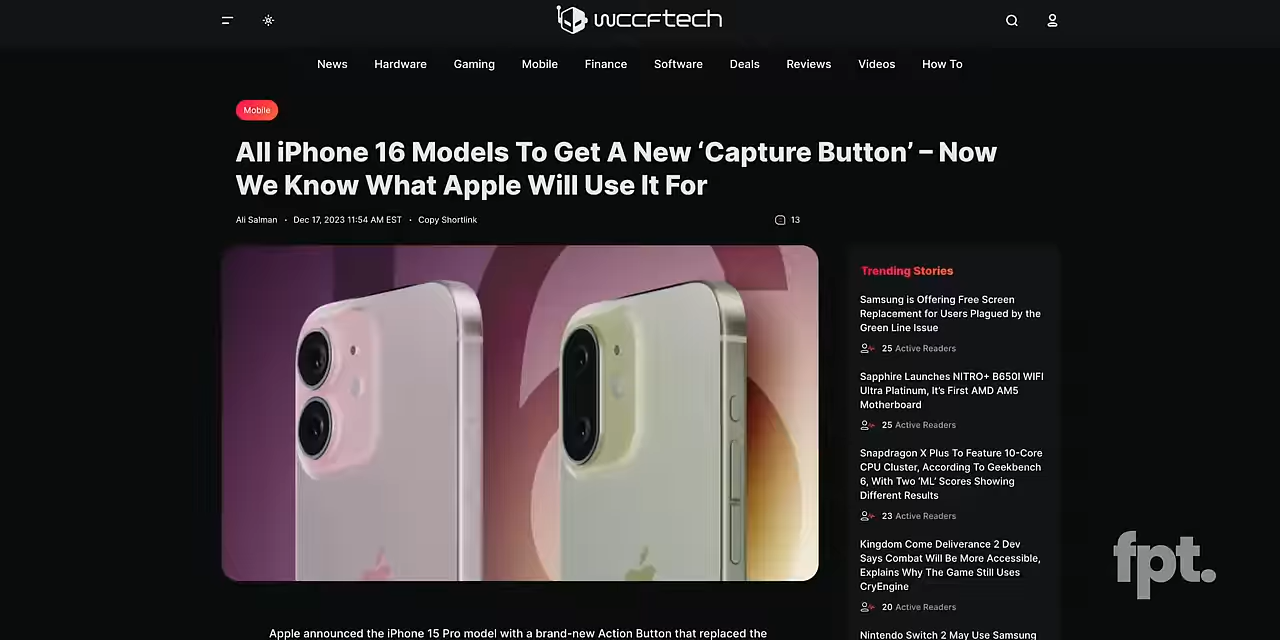 wccftech
News Hardware Gaming Mobile Finance Software Deals Reviews Videos How To
Mobile
All iPhone 16 Models To Get A New ‘Capture Button’ – Now
We Know What Apple Will Use It For
Ali Salman • Dec 17, 2023 11:54 AM EST • Copy Shortlink
13
Trending Stories
Samsung is Offering Free Screen
Replacement for Users Plagued by the
Green Line Issue
25 Active Readers
Sapphire Launches NITRO+ B650I WIFI
Ultra Platinum, It’s First AMD AM5
Motherboard
25 Active Readers
Snapdragon X Plus To Feature 10-Core
CPU Cluster, According To Geekbench
6, With Two ‘ML’ Scores Showing
Different Results
23 Active Readers
Kingdom Come Deliverance 2 Dev
Says Combat Will Be More Accessible,
Explains Why The Game Still Uses
CryEngine
20 Active Readers
Nintendo Switch 2 May Use Samsung
Apple announced the iPhone 15 Pro model with a brand-new Action Button that replaced the
fpt.